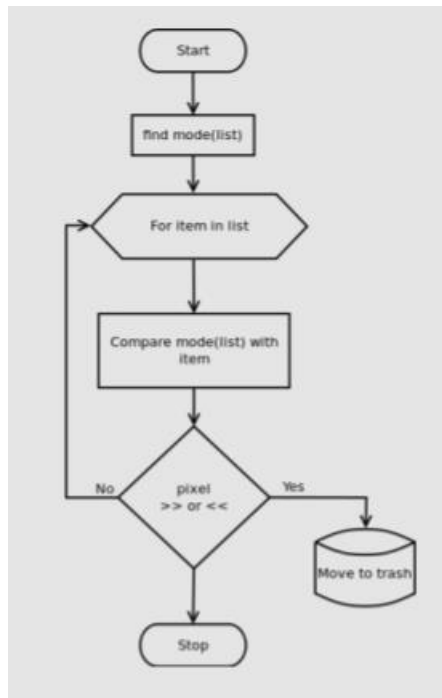 Start
find mode(list)
For item in list
Compare mode(list) with
item
No
pixel
>> or <<
Yes
Move to trash
Stop